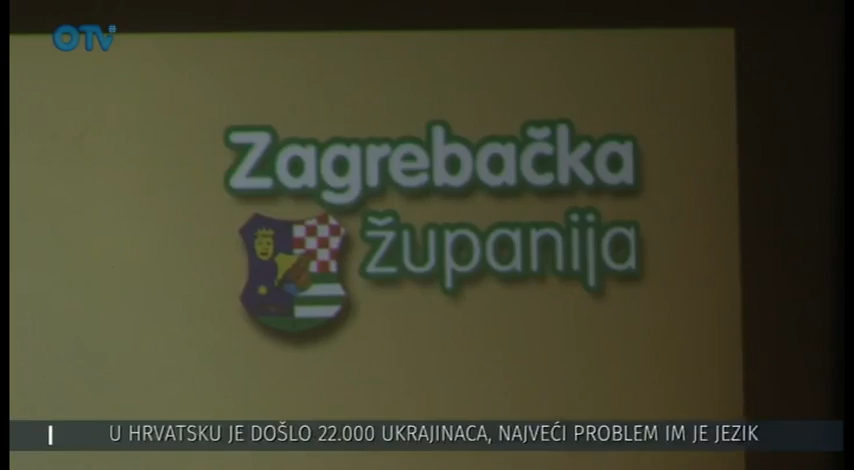 OTV
Zagrebačka
županija
U HRVATSKU JE DOŠLO 22.000 UKRAJINACA, NAJVEĆI PROBLEM IM JE JEZIK